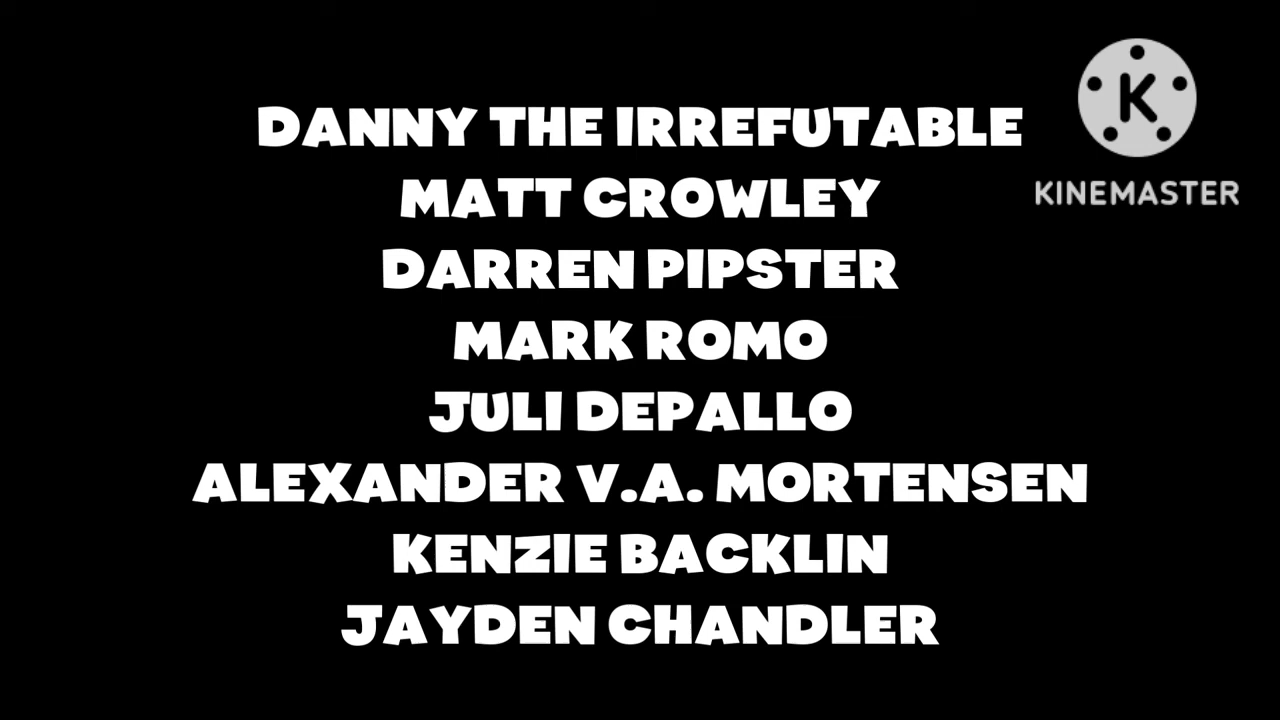 DANNY THE IRREFUTABLE
MATT CROWLEY
DARREN PIPSTER
MARK ROMO
JULI DEPALLO
ALEXANDER V.A. MORTENSEN
KENZIE BACKLIN
JAYDEN CHANDLER
K
KINEMASTER